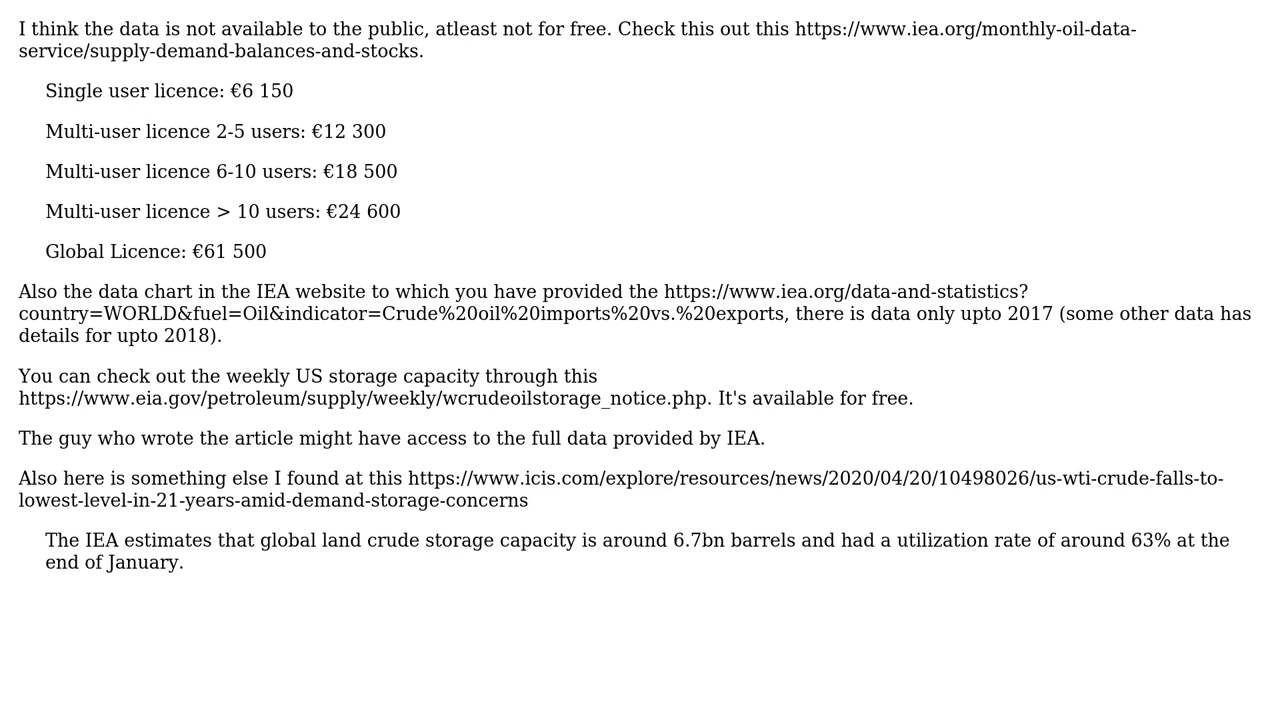 I think the data is not available to the public, atleast not for free. Check this out this https://www.iea.org/monthly-oil-data-
service/supply-demand-balances-and-stocks.
Single user licence: €6 150
Multi-user licence 2-5 users: €12 300
Multi-user licence 6-10 users: €18 500
Multi-user licence > 10 users: €24 600
Global Licence: €61 500
Also the data chart in the IEA website to which you have provided the https://www.iea.org/data-and-statistics?
country=WORLD&fuel=Oil&indicator=Crude%20oil%20imports%20vs.%20exports, there is data only upto 2017 (some other data has
details for upto 2018).
You can check out the weekly US storage capacity through this
https://www.eia.gov/petroleum/supply/weekly/wcrudeoilstorage_notice.php. It's available for free.
The guy who wrote the article might have access to the full data provided by IEA.
Also here is something else I found at this https://www.icis.com/explore/resources/news/2020/04/20/10498026/us-wti-crude-falls-to-
lowest-level-in-21-years-amid-demand-storage-concerns
The IEA estimates that global land crude storage capacity is around 6.7bn barrels and had a utilization rate of around 63% at the
end of January.